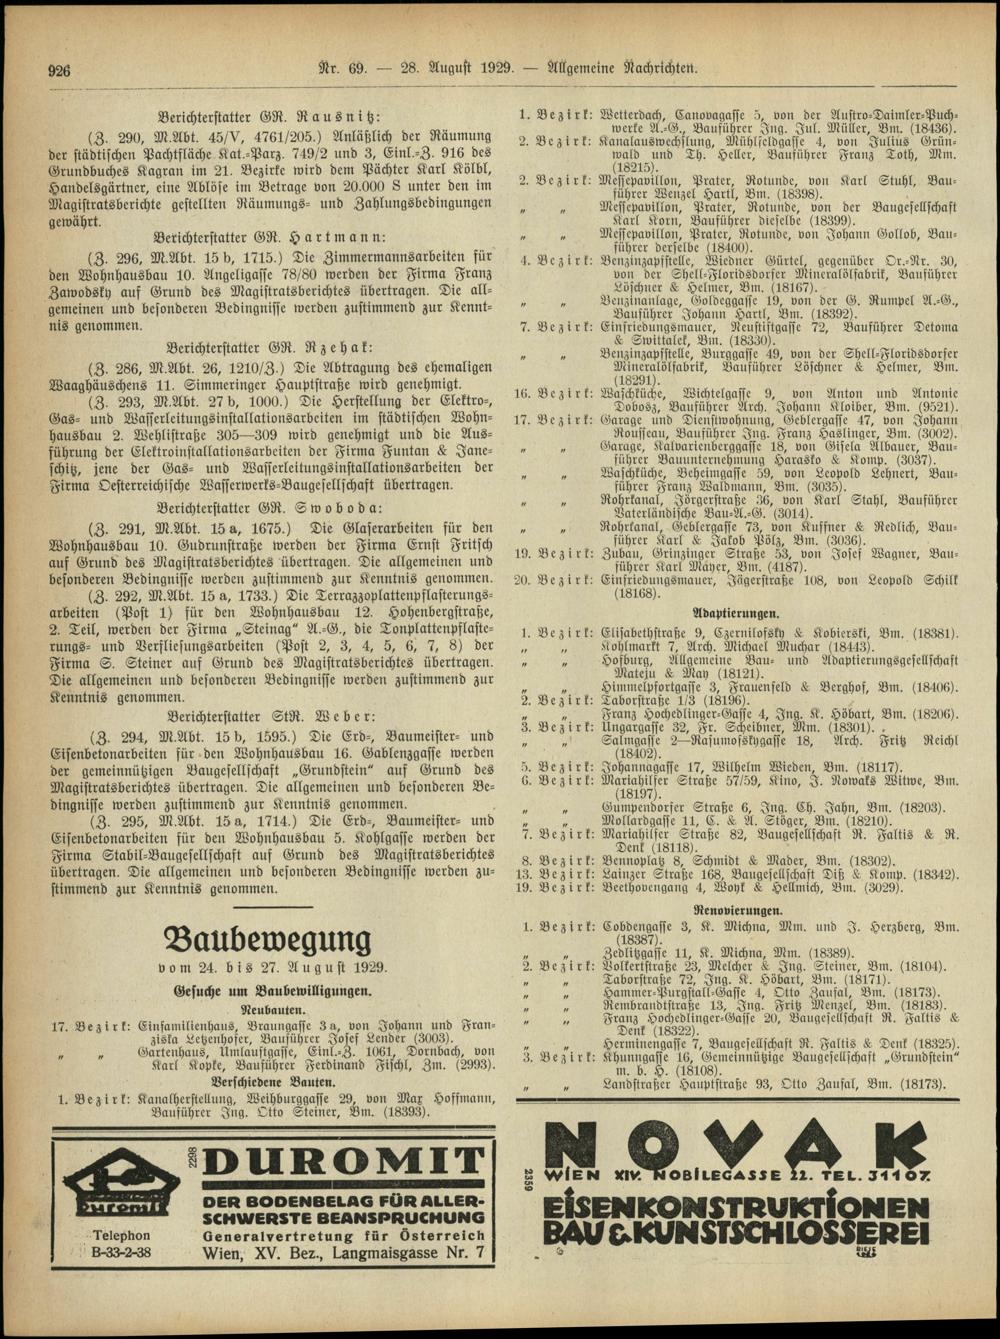 926
Nr. 69. — 28. August 1929. — Allgemeine Nachrichten.
Berichterstatter GR. Rausnitz:
(Z. 290, M.Abt. 45/V, 4761/205.) Anläßlich der Räumung
der städtischen Pachtfläche Kat.-Parz. 749/2 und 3, Einl.-Z. 916 des
Grundbuches Kagran im 21. Bezirke wird dem Pächter Karl Kölbl,
Handelsgärtner, eine Ablöse im Betrage von 20.000 S unter den im
Magistratsberichte gestellten Räumungs- und Zahlungsbedingungen
gewährt.
Berichterstatter GR. Hartmann:
(Z. 296, M.Abt. 15 b, 1715.) Die Zimmermannsarbeiten für
den Wohnhausbau 10. Angeligasse 78/80 werden der Firma Franz
Zawodsky auf Grund des Magistratsberichtes übertragen. Die all-
gemeinen und besonderen Bedingnisse werden zustimmend zur Kennt-
nis genommen.
Berichterstatter GR. Rzehak:
(Z. 286, M.Abt. 26, 1210/Z.) Die Abtragung des ehemaligen
Waaghäuschens 11. Simmeringer Hauptstraße wird genehmigt.
(Z. 293, M.Abt. 27 b, 1000.) Die Herstellung der Elektro-,
Gas- und Wasserleitungsinstallationsarbeiten im städtischen Wohn-
hausbau 2. Wehlistraße 305—309 wird genehmigt und die Aus-
führung der Elektroinstallationsarbeiten der Firma Funtan & Jane-
schitz, jene der Gas- und Wasserleitungsinstallationsarbeiten der
Firma Oesterreichische Wasserwerks-Baugesellschaft übertragen.
Berichterstatter GR. Swoboda:
(Z. 291, M.Abt. 15 a, 1675.) Die Glaserarbeiten für den
Wohnhausbau 10. Gudrunstraße werden der Firma Ernst Fritsch
auf Grund des Magistratsberichtes übertragen. Die allgemeinen und
besonderen Bedingnisse werden zustimmend zur Kenntnis genommen.
(Z. 292, M.Abt. 15 a, 1733.) Die Terrazzoplattenpflasterungs-
arbeiten (Post 1) für den Wohnhausbau 12. Hohenbergstraße,
2. Teil, werden der Firma „Steinag“ A.-G., die Tonplattenpflaste-
rungs- und Verfliesungsarbeiten (Post 2, 3, 4, 5, 6, 7, 8) der
Firma S. Steiner auf Grund des Magistratsberichtes übertragen.
Die allgemeinen und besonderen Bedingnisse werden zustimmend zur
Kenntnis genommen.
Berichterstatter StR. Weber:
(Z. 294, M.Abt. 15 b, 1595.) Die Erd-, Baumeister- und
Eisenbetonarbeiten für den Wohnhausbau 16. Gablenzgasse werden
der gemeinnützigen Baugesellschaft „Grundstein“ auf Grund des
Magistratsberichtes übertragen. Die allgemeinen und besonderen Be-
dingnisse werden zustimmend zur Kenntnis genommen.
(Z. 295, M.Abt. 15 a, 1714.) Die Erd-, Baumeister- und
Eisenbetonarbeiten für den Wohnhausbau 5. Kohlgasse werden der
Firma Stabil-Baugesellschaft auf Grund des Magistratsberichtes
übertragen. Die allgemeinen und besonderen Bedingnisse werden zu-
stimmend zur Kenntnis genommen.
Baubewegung
vom 24. bis 27. August 1929.
Gesuche um Baubewilligungen.
Neubauten.
17. Bezirk: Einfamilienhaus, Braungasse 3 a, von Johann und Fran-
ziska Letzenhofer, Bauführer Josef Lender (3003).
„ „ Gartenhaus, Umlauftgasse, Einl.-Z. 1061, Dornbach, von
Karl Kopke, Bauführer Ferdinand Fischl, Zm. (2993).
Verschiedene Bauten.
1. Bezirk: Kanalherstellung, Weihburggasse 29, von Max Hoffmann,
Bauführer Ing. Otto Steiner, Bm. (18393).
1. Bezirk: Wetterdach, Canovagasse 5, von der Austro-Daimler-Puch-
werke A.-G., Bauführer Ing. Jul. Müller, Bm. (18436).
2. Bezirk: Kanalauswechslung, Mühlfeldgasse 4, von Julius Grün-
wald und Th. Heller, Bauführer Franz Toth, Mm.
(18215).
2. Bezirk: Messepavillon, Prater, Rotunde, von Karl Stuhl, Bau-
führer Wenzel Hartl, Bm. (18398).
„ „ Messepavillon, Prater, Rotunde, von der Baugesellschaft
Karl Korn, Bauführer dieselbe (18399).
„ „ Messepavillon, Prater, Rotunde, von Johann Gollob, Bau-
führer derselbe (18400).
4. Bezirk: Benzinzapfstelle, Wiedner Gürtel, gegenüber Or.-Nr. 30,
von der Shell-Floridsdorfer Mineralölfabrik, Bauführer
Löschner & Helmer, Bm. (18167).
„ „ Benzinanlage, Goldeggasse 19, von der G. Rumpel A.-G.,
Bauführer Johann Hartl, Bm. (18392).
7. Bezirk: Einfriedungsmauer, Neustiftgasse 72, Bauführer Detoma
& Swittalek, Bm. (18330).
„ „ Benzinzapfstelle, Burggasse 49, von der Shell-Floridsdorfer
Mineralölfabrik, Bauführer Löschner & Helmer, Bm.
(18291).
16. Bezirk: Waschküche, Wichtelgasse 9, von Anton und Antonie
Dobosz, Bauführer Arch. Johann Kloiber, Bm. (9521).
17. Bezirk: Garage und Dienstwohnung, Geblergasse 47, von Johann
Rousseau, Bauführer Ing. Franz Haslinger, Bm. (3002).
„ „ Garage, Kalvarienberggasse 18, von Gisela Albauer, Bau-
führer Bauunternehmung Harasko & Komp. (3037).
„ „ Waschküche, Beheimgasse 59, von Leopold Lehnert, Bau-
führer Franz Waldmann, Bm. (3035).
„ „ Rohrkanal, Jörgerstraße 36, von Karl Stahl, Bauführer
Vaterländische Bau-A.-G. (3014).
„ „ Rohrkanal, Geblergasse 73, von Kuffner & Redlich, Bau-
führer Karl & Jakob Pölz, Bm. (3036).
19. Bezirk: Zubau, Grinzinger Straße 53, von Josef Wagner, Bau-
führer Karl Mayer, Bm. (4187).
20. Bezirk: Einfriedungsmauer, Jägerstraße 108, von Leopold Schilk
(18168).
Adaptierungen.
1. Bezirk: Elisabethstraße 9, Czernilofsky & Kobierski, Bm. (18381).
„ „ Kohlmarkt 7, Arch. Michael Muchar (18443).
„ „ Hofburg, Allgemeine Bau- und Adaptierungsgesellschaft
Mateju & May (18121).
„ „ Himmelpfortgasse 3, Frauenfeld & Berghof, Bm. (18406).
2. Bezirk: Taborstraße 1/3 (18196).
„ „ Franz Hochedlinger-Gasse 4, Ing. K. Höbart, Bm. (18206).
3. Bezirk: Ungargasse 32, Fr. Scheibner, Mm. (18301).
„ „ Salmgasse 2—Rasumofskygasse 18, Arch. Fritz Reichl
(18402).
5. Bezirk: Johannagasse 17, Wilhelm Wieden, Bm. (18117).
6. Bezirk: Mariahilfer Straße 57/59, Kino, J. Nowaks Witwe, Bm.
(18197).
„ „ Gumpendorfer Straße 6, Ing. Ch. Jahn, Bm. (18203).
„ „ Mollardgasse 11, C. & A. Stöger, Bm. (18210).
7. Bezirk: Mariahilfer Straße 82, Baugesellschaft R. Faltis & R.
Denk (18118).
8. Bezirk: Bennoplatz 8, Schmidt & Mader, Bm. (18302).
13. Bezirk: Lainzer Straße 168, Baugesellschaft Ditz & Komp. (18342).
19. Bezirk: Beethovengang 4, Woyk & Hellmich, Bm. (3029).
Renovierungen.
1. Bezirk: Cobdengasse 3, K. Michna, Mm. und J. Herzberg, Bm.
(18387).
„ „ Zedlitzgasse 11, K. Michna, Mm. (18389).
2. Bezirk: Volkertstraße 23, Melcher & Ing. Steiner, Bm. (18104).
„ „ Taborstraße 72, Ing. K. Höbart, Bm. (18171).
„ „ Hammer-Purgstall-Gasse 4, Otto Zaufal, Bm. (18173).
„ „ Rembrandtstraße 13, Ing. Fritz Menzel, Bm. (18183).
„ „ Franz Hochedlinger-Gasse 20, Baugesellschaft R. Faltis &
Denk (18322).
„ „ Herminengasse 7, Baugesellschaft R. Faltis & Denk (18325).
3. Bezirk: Khunngasse 16, Gemeinnützige Baugesellschaft „Grundstein“
m. b. H. (18108).
„ „ Landstraßer Hauptstraße 93, Otto Zaufal, Bm. (18173).
Duromit
Telephon
B-33-2-38
2298
DUROMIT
DER BODENBELAG FÜR ALLER-
SCHWERSTE BEANSPRUCHUNG
Generalvertretung für Österreich
Wien, XV. Bez., Langmaisgasse Nr. 7
2359
NOVAK
WIEN XIV. NOBILEGASSE 22. TEL. 31107.
EISENKONSTRUKTIONEN
BAU & KUNSTSCHLOSSEREI